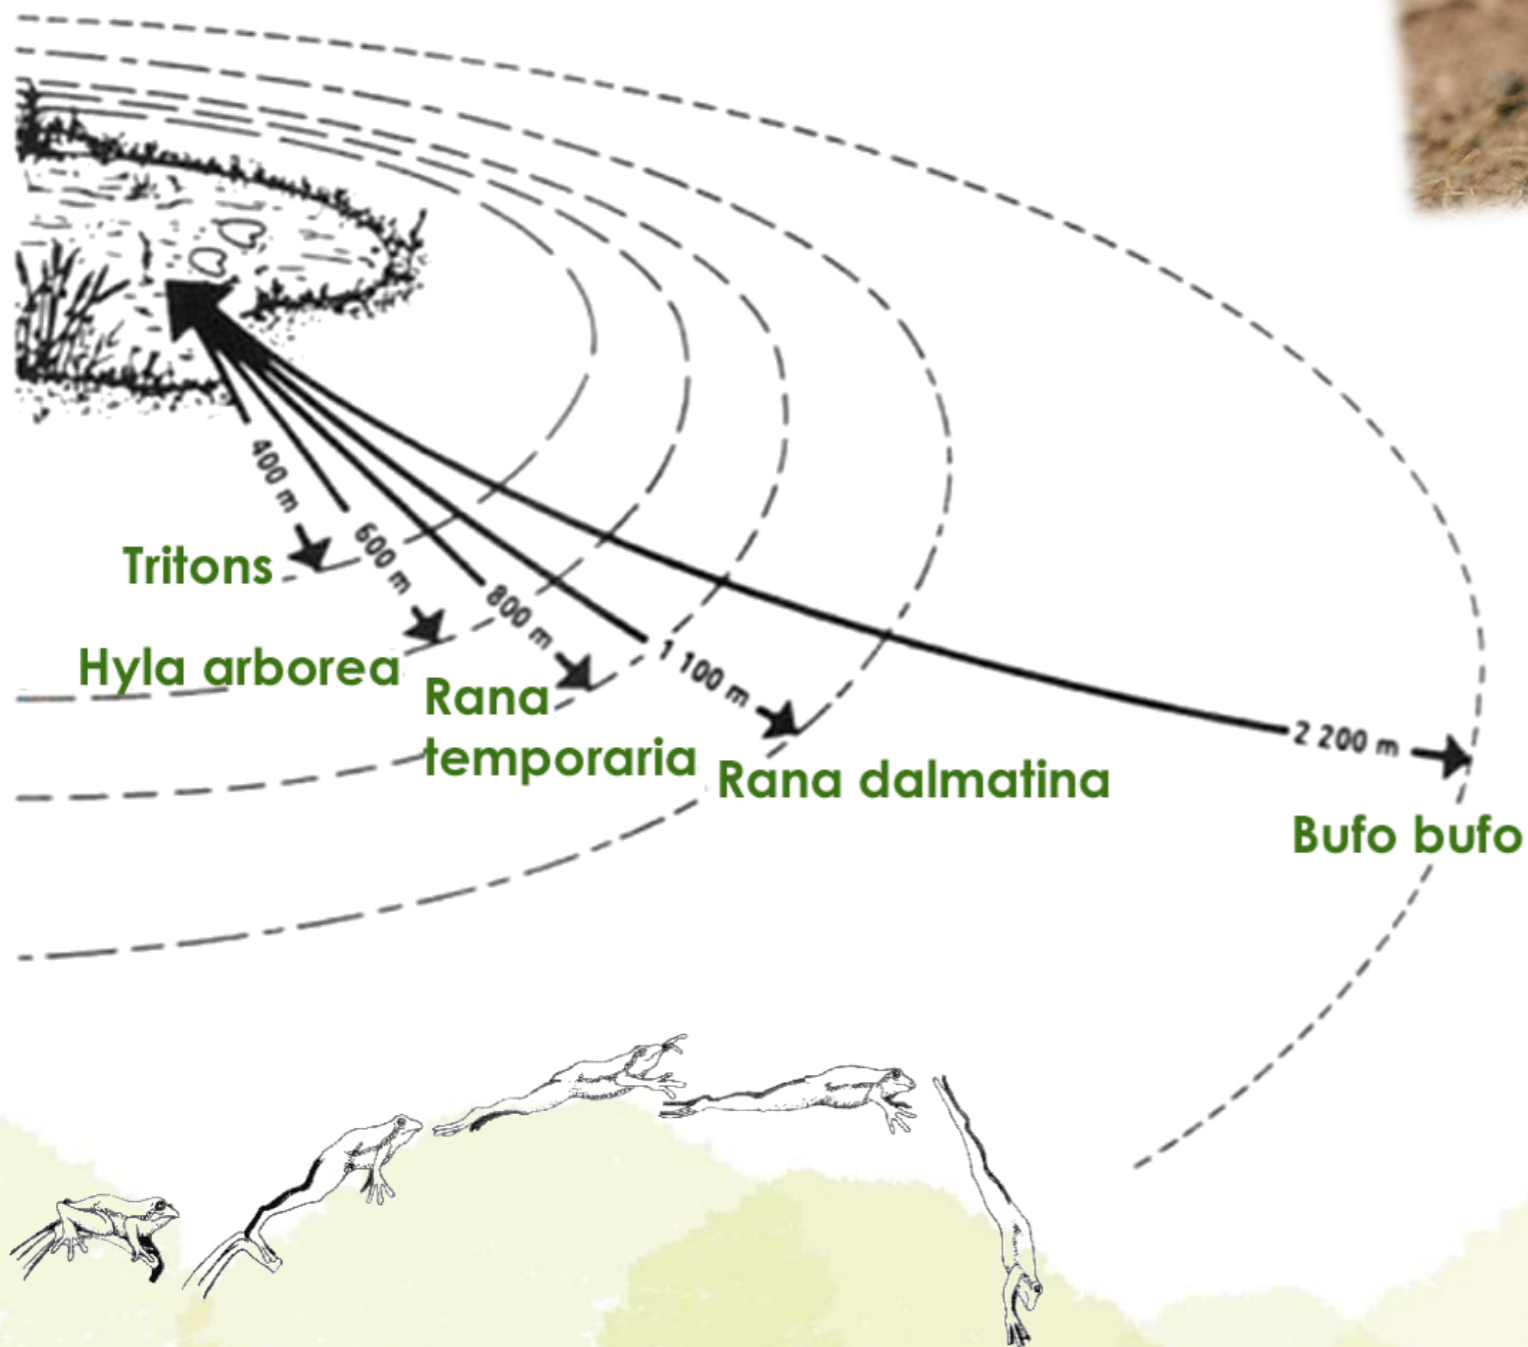 400 m
Tritons
600 m
Hyla arborea
800 m
Rana
temporaria
1 100 m
Rana dalmatina
2 200 m
Bufo bufo